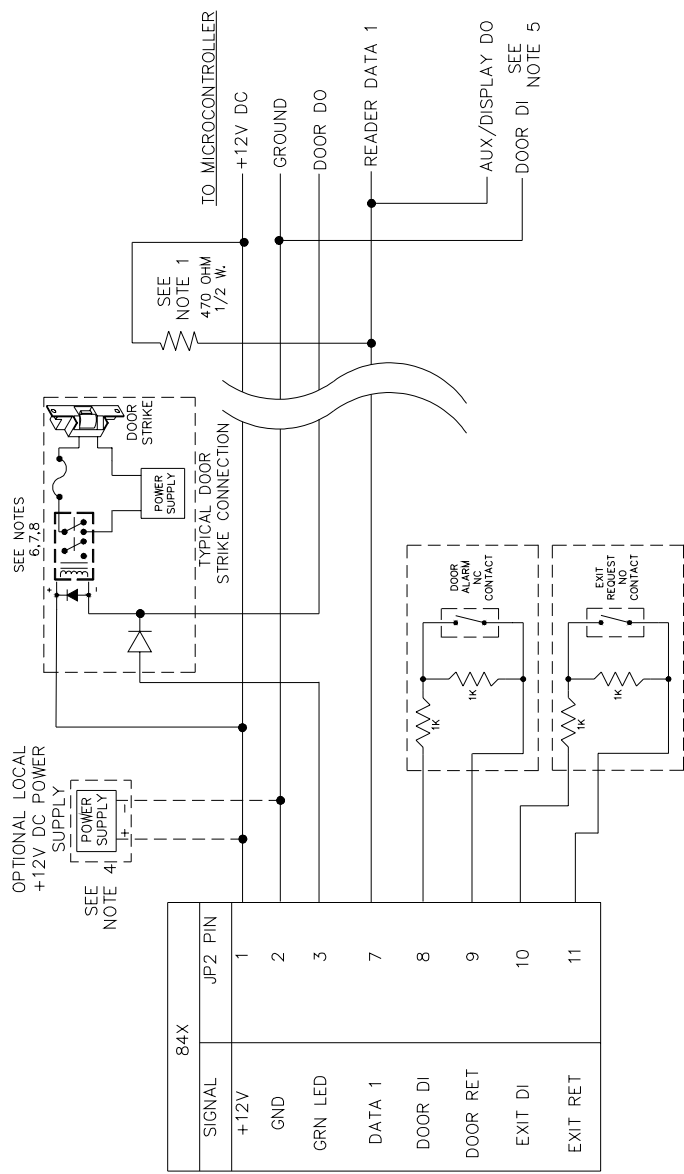 TO MICROCONTROLLER
+12V DC
GROUND
DOOR DO
READER DATA 1
AUX/DISPLAY DO
DOOR DI
SEE
NOTE 5
SEE
NOTE 1
470 OHM
1/2 W.
SEE NOTES
6,7,8
+
-
DOOR
STRIKE
POWER
SUPPLY
TYPICAL DOOR
STRIKE CONNECTION
OPTIONAL LOCAL
+12V DC POWER
SUPPLY
POWER
SUPPLY
+
-
SEE
NOTE 4
DOOR
ALARM
NC
CONTACT
1K
1K
EXIT
REQUEST
NO
CONTACT
1K
1K
84X
SIGNAL JP2 PIN
+12V 1
GND 2
GRN LED 3
DATA 1 7
DOOR DI 8
DOOR RET 9
EXIT DI 10
EXIT RET 11